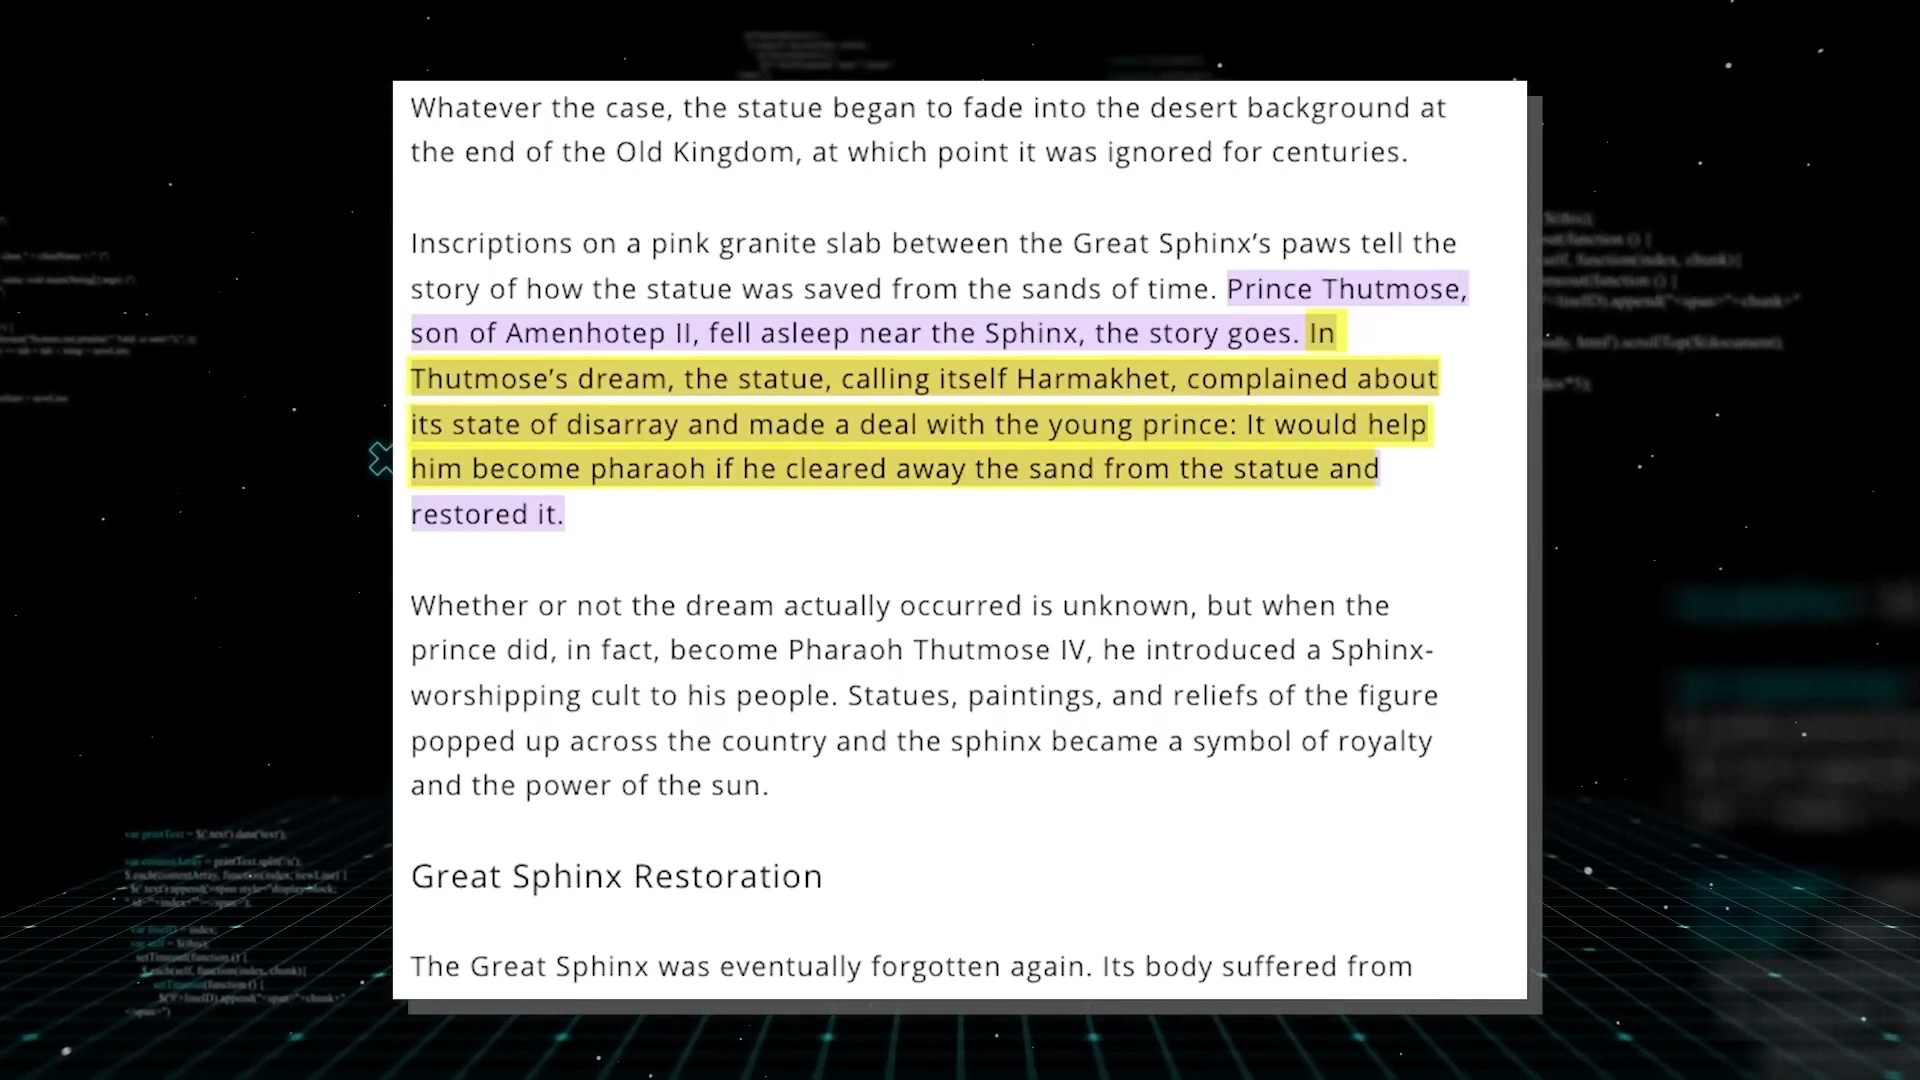 Whatever the case, the statue began to fade into the desert background at
the end of the Old Kingdom, at which point it was ignored for centuries.
Inscriptions on a pink granite slab between the Great Sphinx’s paws tell the
story of how the statue was saved from the sands of time. Prince Thutmose,
son of Amenhotep II, fell asleep near the Sphinx, the story goes. In
Thutmose’s dream, the statue, calling itself Harmakhet, complained about
its state of disarray and made a deal with the young prince: It would help
him become pharaoh if he cleared away the sand from the statue and
restored it.
Whether or not the dream actually occurred is unknown, but when the
prince did, in fact, become Pharaoh Thutmose IV, he introduced a Sphinx-
worshipping cult to his people. Statues, paintings, and reliefs of the figure
popped up across the country and the sphinx became a symbol of royalty
and the power of the sun.
Great Sphinx Restoration
The Great Sphinx was eventually forgotten again. Its body suffered from